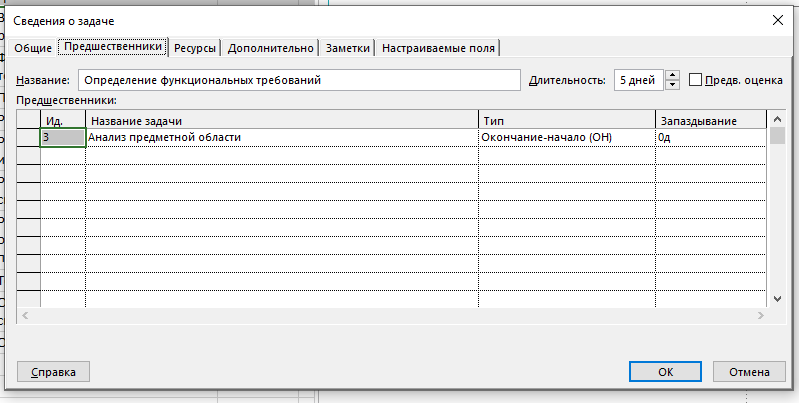 Сведения о задаче
Общие Предшественники Ресурсы Дополнительно Заметки Настраиваемые поля
Название: Определение функциональных требований Длительность: 5 дней Предв. оценка
Предшественники:
Ид. Название задачи Тип Запаздывание
3 Анализ предметной области Окончание-начало (ОН) 0д
Справка ОК Отмена